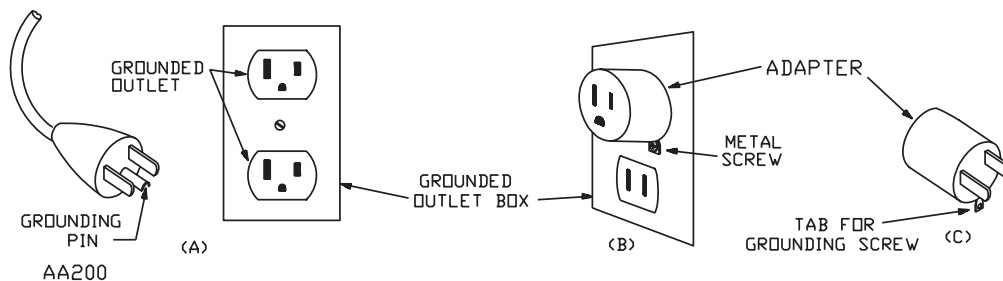 GROUNDED
OUTLET
GROUNDING
PIN
(A)
AA200
GROUNDED
OUTLET BOX
ADAPTER
METAL
SCREW
(B)
TAB FOR
GROUNDING SCREW
(C)